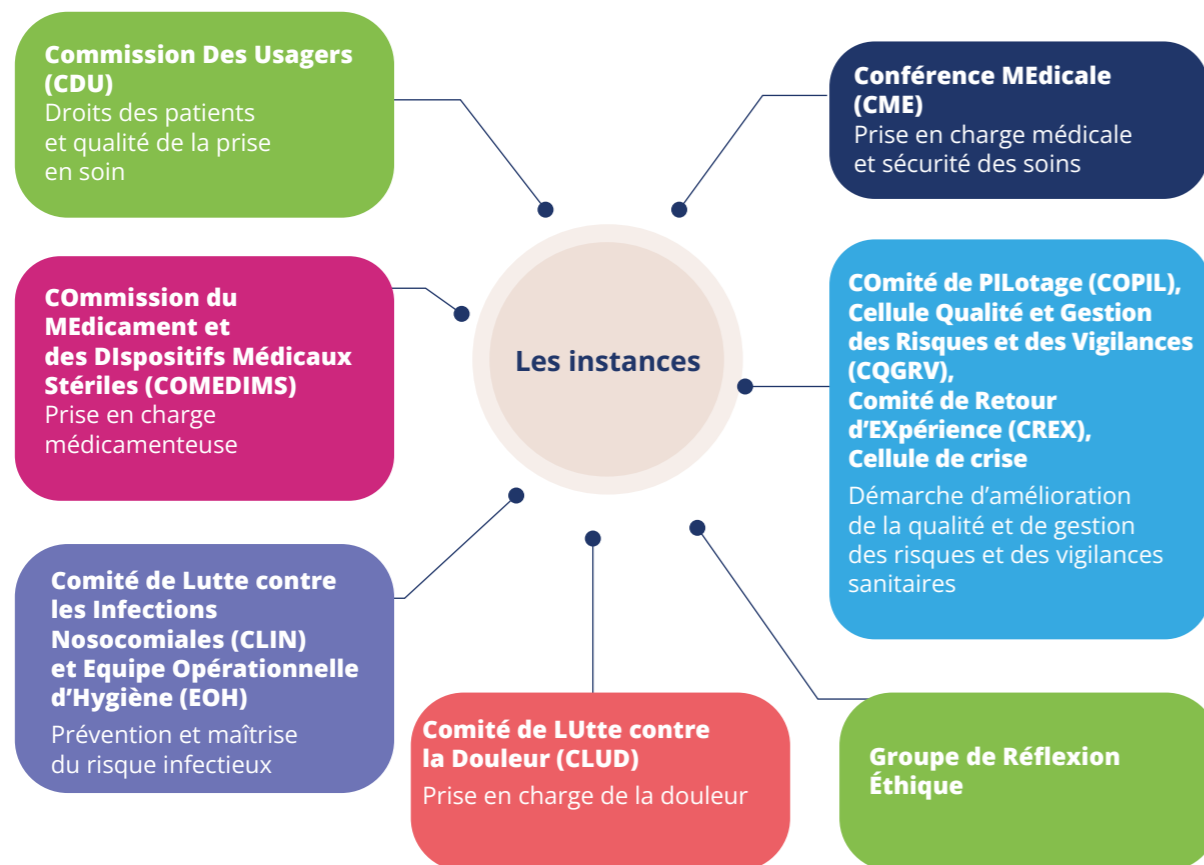 Commission Des Usagers
(CDU)
Droits des patients
et qualité de la prise
en soin
Conférence MEdicale
(CME)
Prise en charge médicale
et sécurité des soins
Les instances
COmmission du
MEdicament et
des DIspositifs Médicaux
Stériles (COMEDIMS)
Prise en charge
médicamenteuse
COmité de PILotage (COPIL),
Cellule Qualité et Gestion
des Risques et des Vigilances
(CQGRV),
Comité de Retour
d’EXpérience (CREX),
Cellule de crise
Démarche d’amélioration
de la qualité et de gestion
des risques et des vigilances
sanitaires
Comité de Lutte contre
les Infections
Nosocomiales (CLIN)
et Equipe Opérationnelle
d’Hygiène (EOH)
Prévention et maîtrise
du risque infectieux
Comité de LUtte contre
la Douleur (CLUD)
Prise en charge de la douleur
Groupe de Réflexion
Éthique